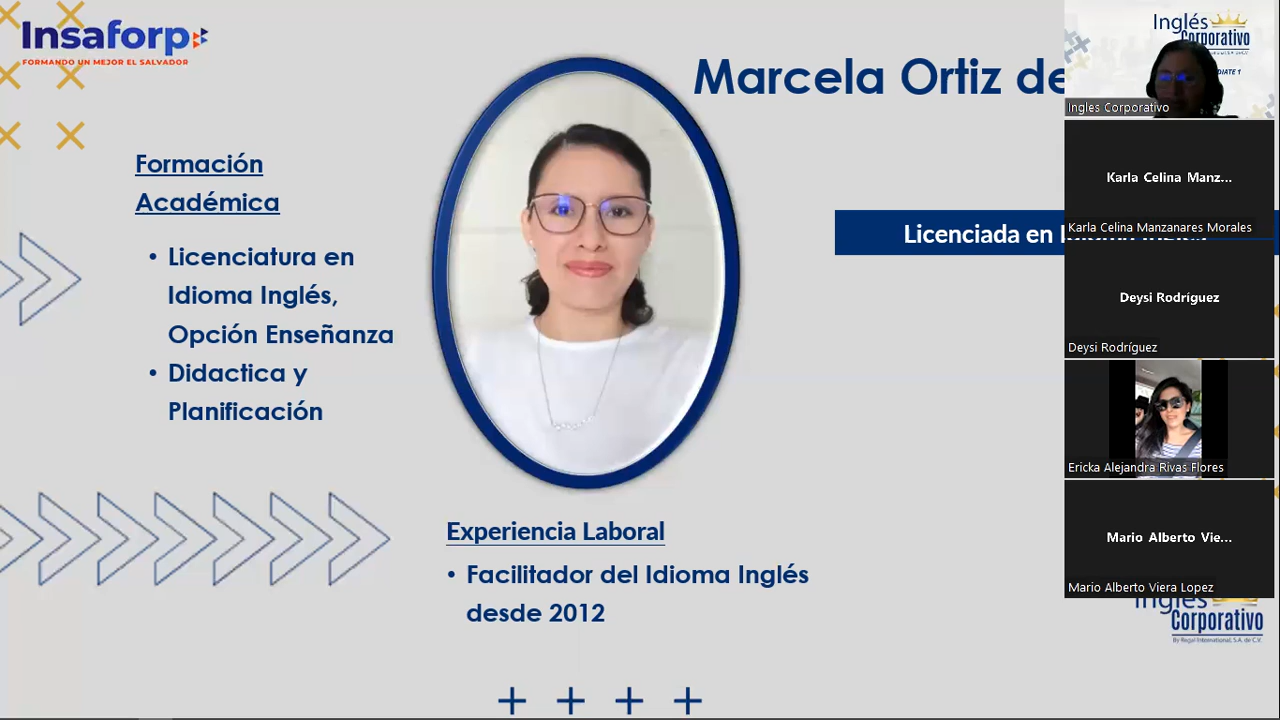 Insaforp
FORMANDO UN MEJOR EL SALVADOR
Marcela Ortiz de
Formación
Académica
• Licenciatura en
Idioma Inglés,
Opción Enseñanza
• Didactica y
Planificación
Licenciada en
Experiencia Laboral
• Facilitador del Idioma Inglés
desde 2012
Inglés
Corporativo
DIATE 1
Ingles Corporativo
Karla Celina Manz...
Karla Celina Manzanares Morales
Deysi Rodríguez
Deysi Rodríguez
Ericka Alejandra Rivas Flores
Mario Alberto Vie...
Mario Alberto Viera Lopez
Inglés
Corporativo
By Regal International, S.A. de C.V.